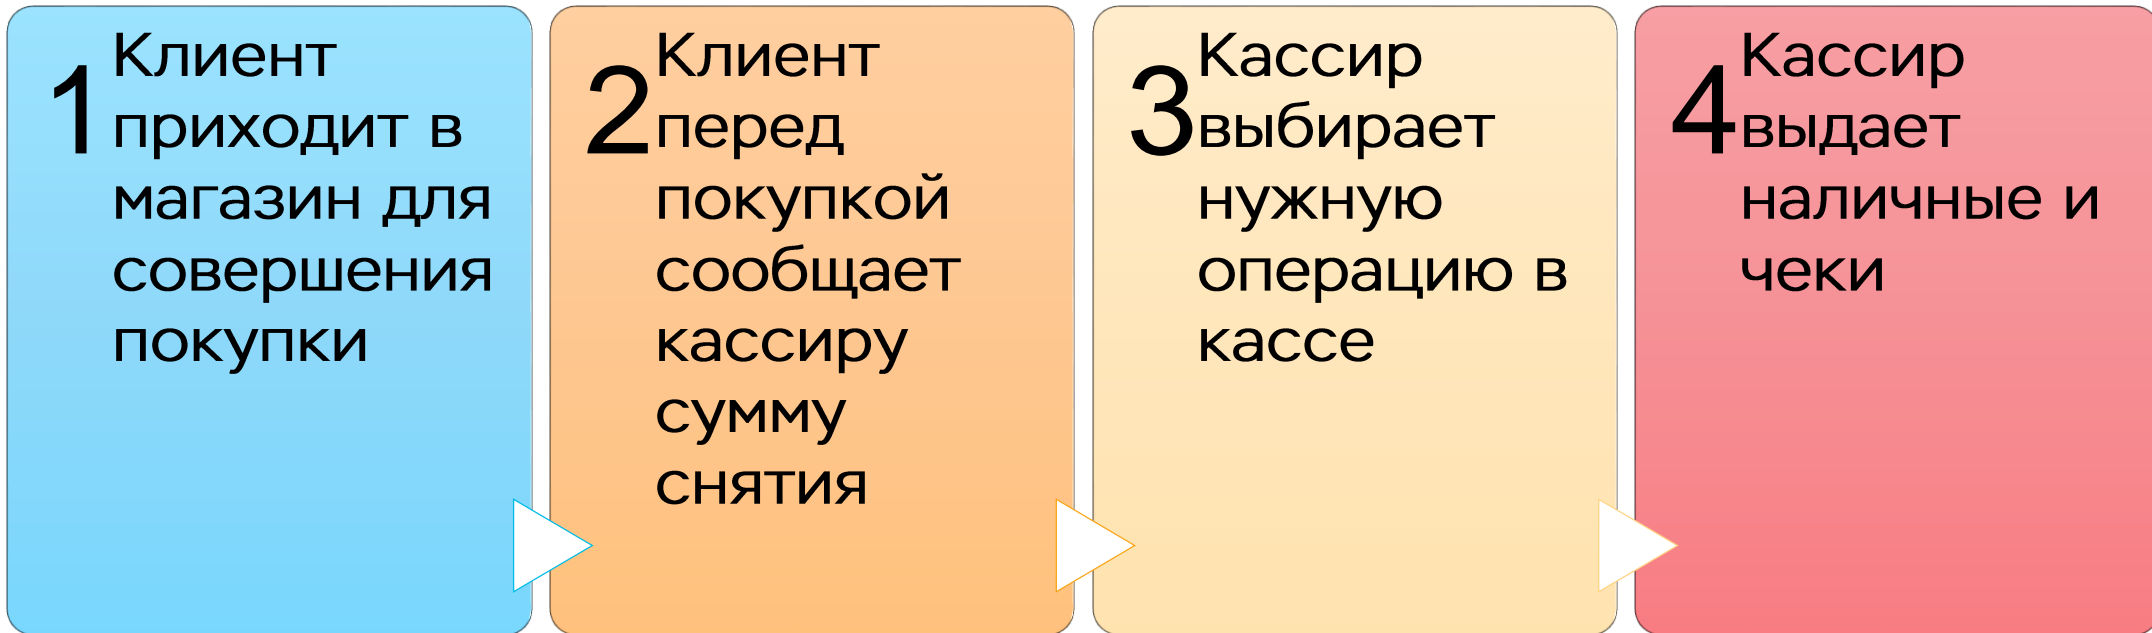 1
Клиент
приходит в
магазин для
совершения
покупки
2
Клиент
перед
покупкой
сообщает
кассиру
сумму
снятия
3
Кассир
выбирает
нужную
операцию в
кассе
4
Кассир
выдает
наличные и
чеки